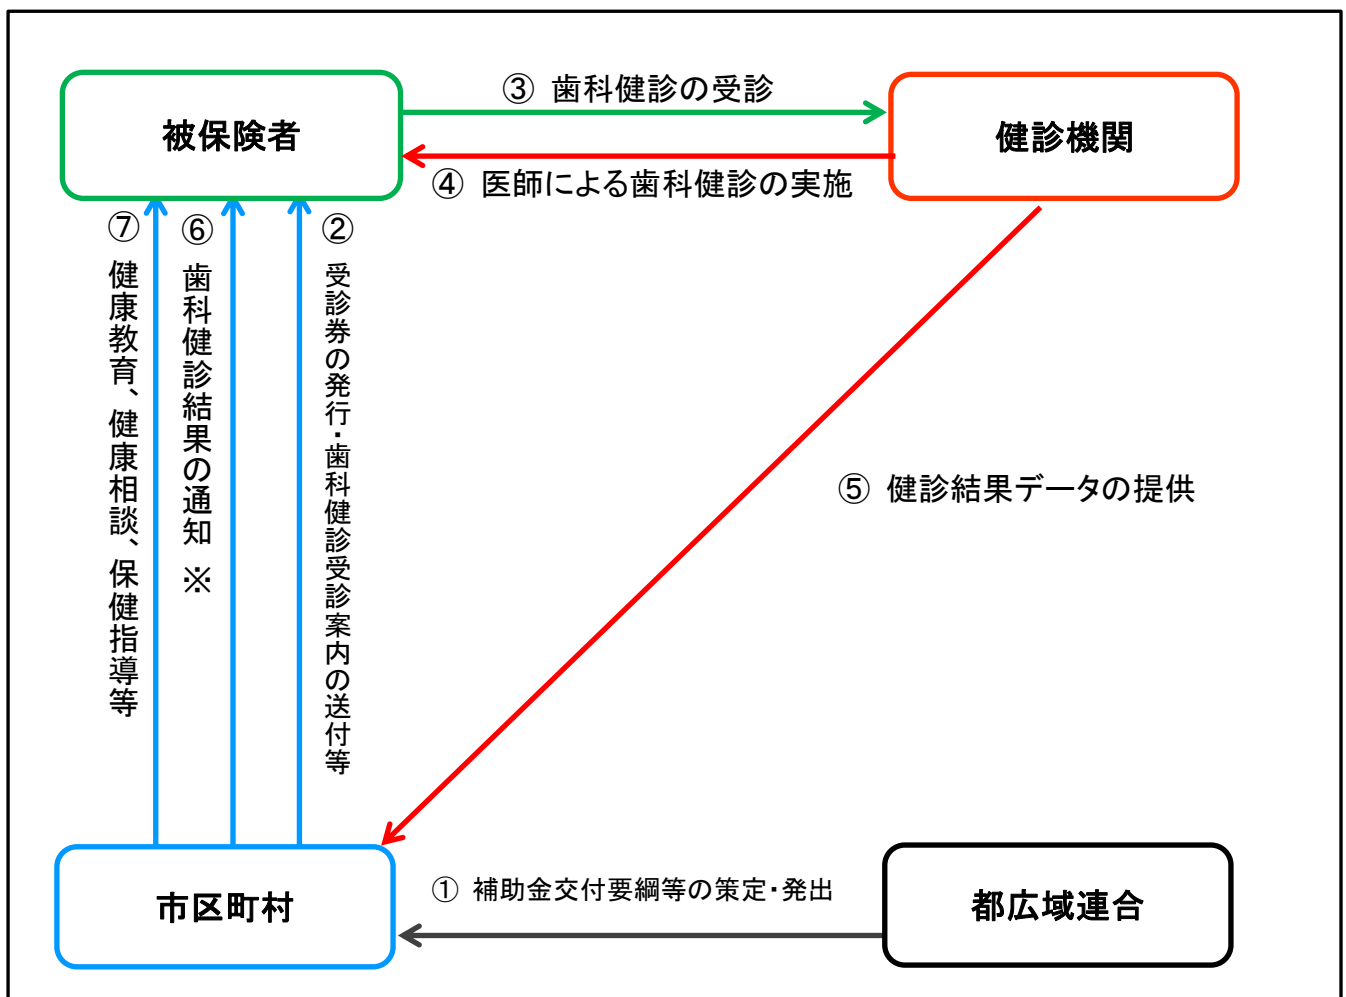 被保険者
③ 歯科健診の受診
健診機関
④ 医師による歯科健診の実施
⑦ 健康教育、健康相談、保健指導等
⑥ 歯科健診結果の通知 ※
② 受診券の発行・歯科健診受診案内の送付等
⑤ 健診結果データの提供
市区町村
① 補助金交付要綱等の策定・発出
都広域連合